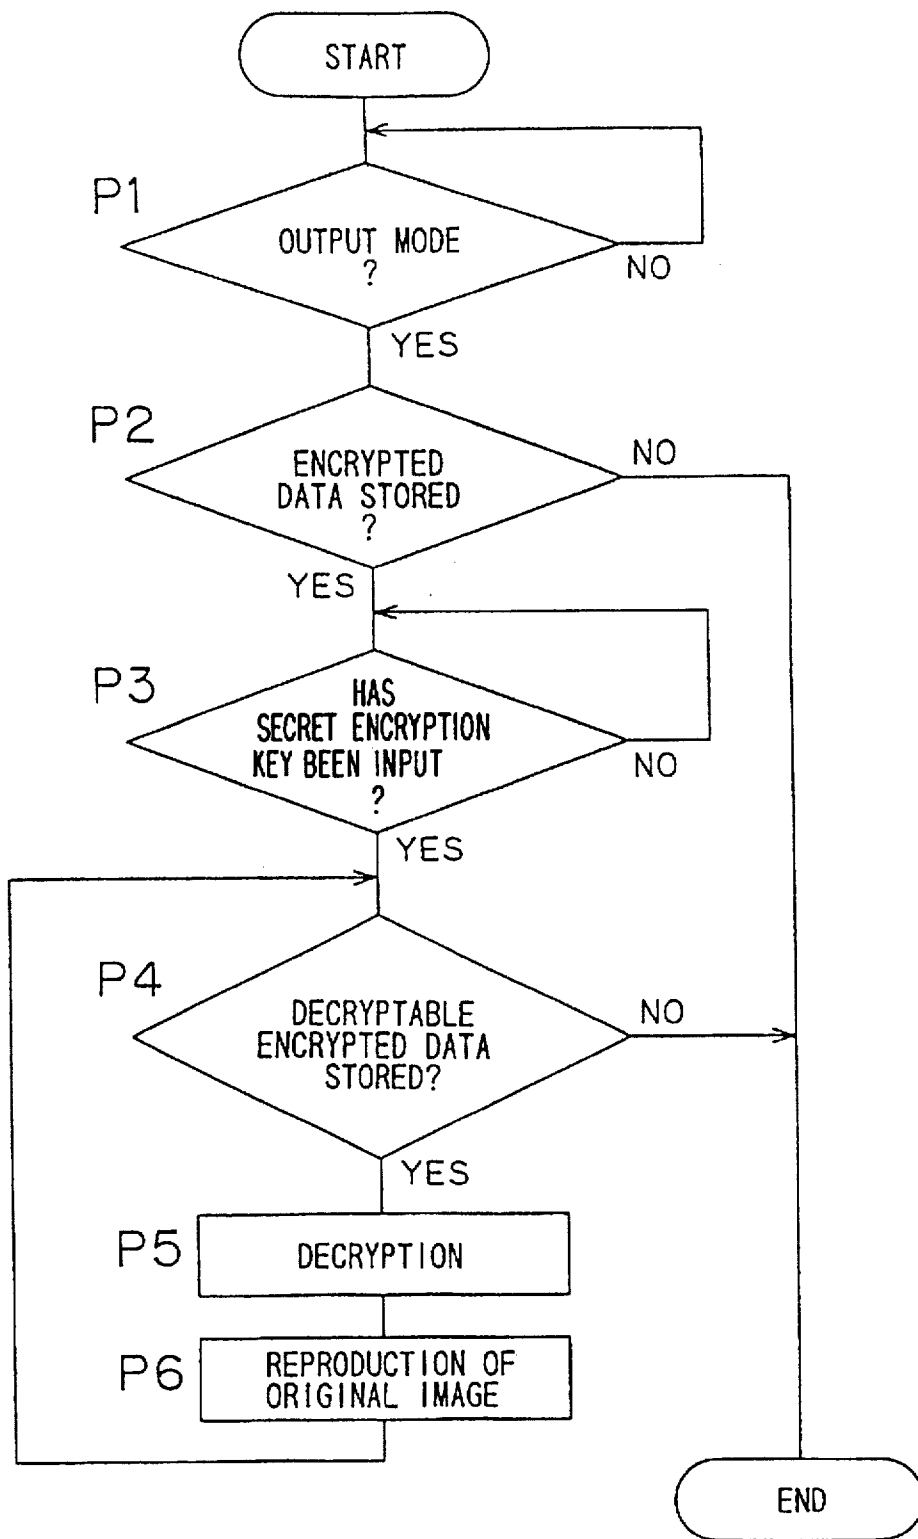 START
P1
OUTPUT MODE
?
NO
YES
P2
ENCRYPTED
DATA STORED
?
NO
YES
P3
HAS
SECRET ENCRYPTION
KEY BEEN INPUT
?
NO
YES
P4
DECRYPTABLE
ENCRYPTED DATA
STORED?
NO
YES
P5
DECRYPTION
P6
REPRODUCTION OF
ORIGINAL IMAGE
END